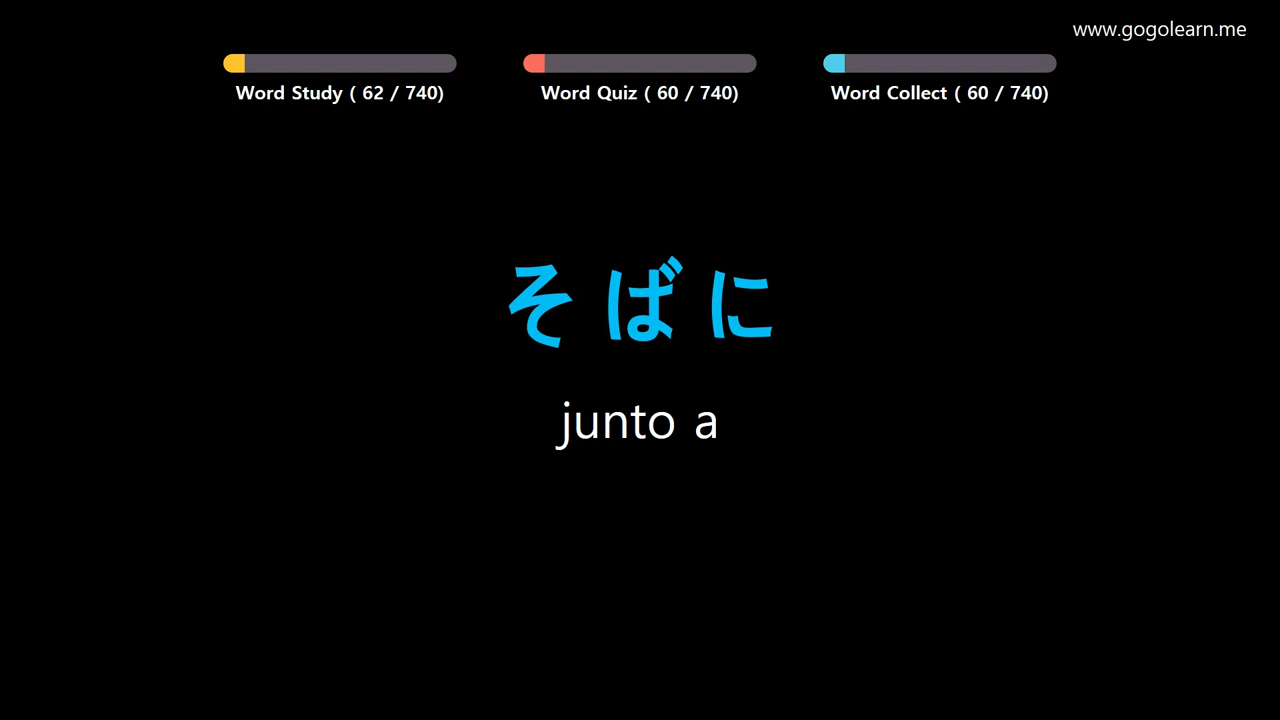 www.gogolearn.me
Word Study ( 62 / 740)
Word Quiz ( 60 / 740)
Word Collect ( 60 / 740)
そばに
junto a